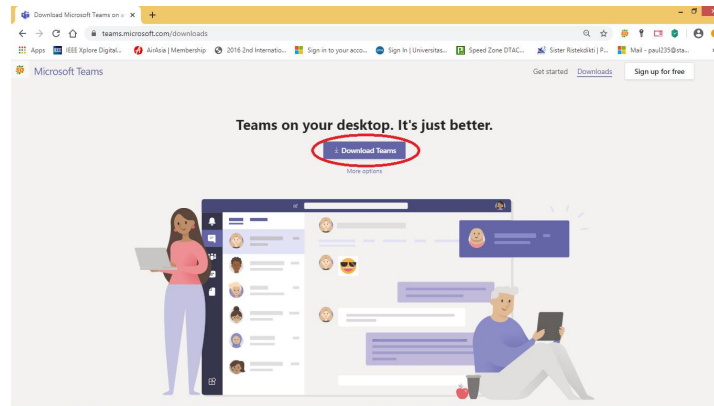 Download Microsoft Teams on d
teams.microsoft.com/downloads
Apps IEEE Xplore Digital... AirAsia | Membership 2016 2nd Internatio... Sign in to your acco... Sign In | Universitas... Speed Zone DTAC... Sister Ristekdikti | P... Mail - paul235@sta...
Microsoft Teams Get started Downloads Sign up for free
Teams on your desktop. It's just better.
Download Teams
More options